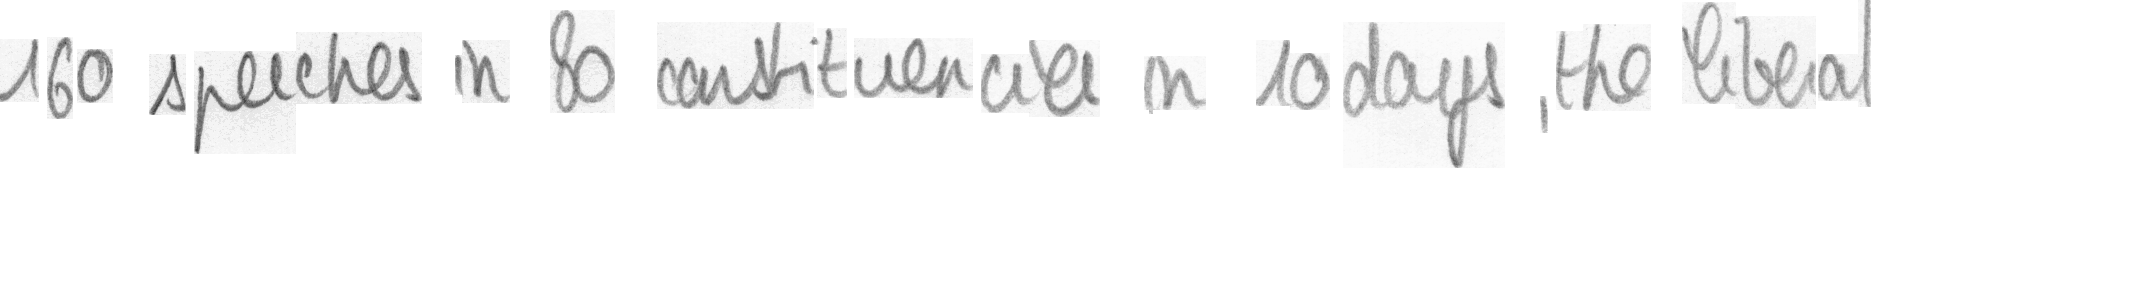 160 speeches in 80 constituencies in 10 days, the liberal